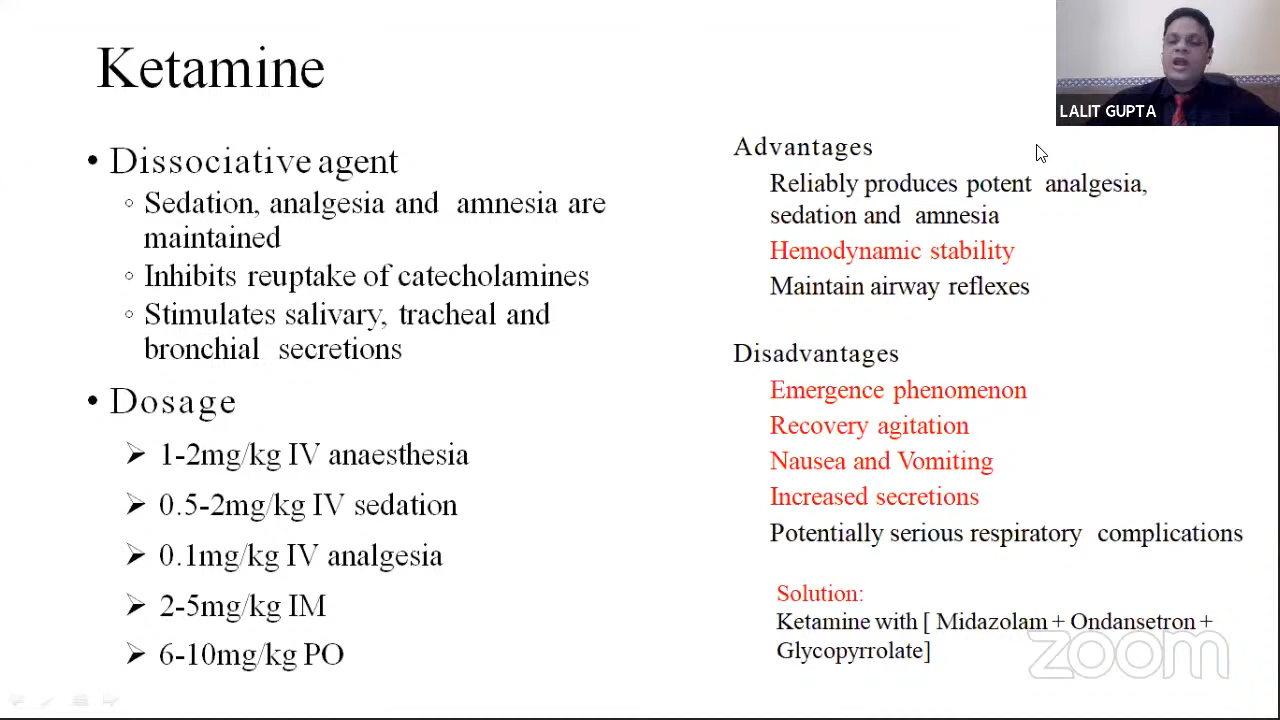 Ketamine
LALIT GUPTA
• Dissociative agent
◦ Sedation, analgesia and amnesia are
maintained
◦ Inhibits reuptake of catecholamines
◦ Stimulates salivary, tracheal and
bronchial secretions
• Dosage
➢ 1-2mg/kg IV anaesthesia
➢ 0.5-2mg/kg IV sedation
➢ 0.1mg/kg IV analgesia
➢ 2-5mg/kg IM
➢ 6-10mg/kg PO
Advantages
Reliably produces potent analgesia,
sedation and amnesia
Hemodynamic stability
Maintain airway reflexes
Disadvantages
Emergence phenomenon
Recovery agitation
Nausea and Vomiting
Increased secretions
Potentially serious respiratory complications
Solution:
Ketamine with [ Midazolam + Ondansetron +
Glycopyrrolate]
zoom